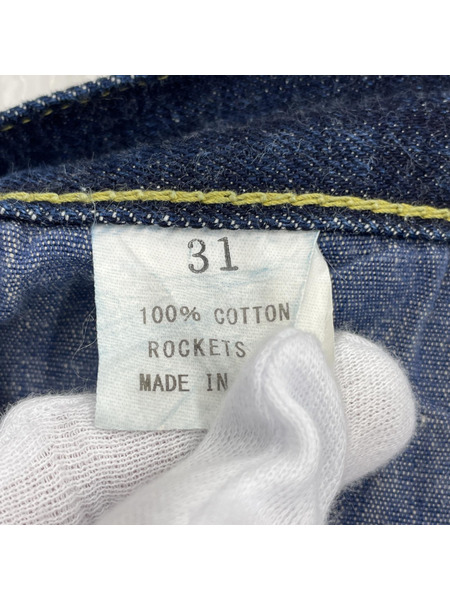 31
100% COTTON
ROCKETS
MADE IN